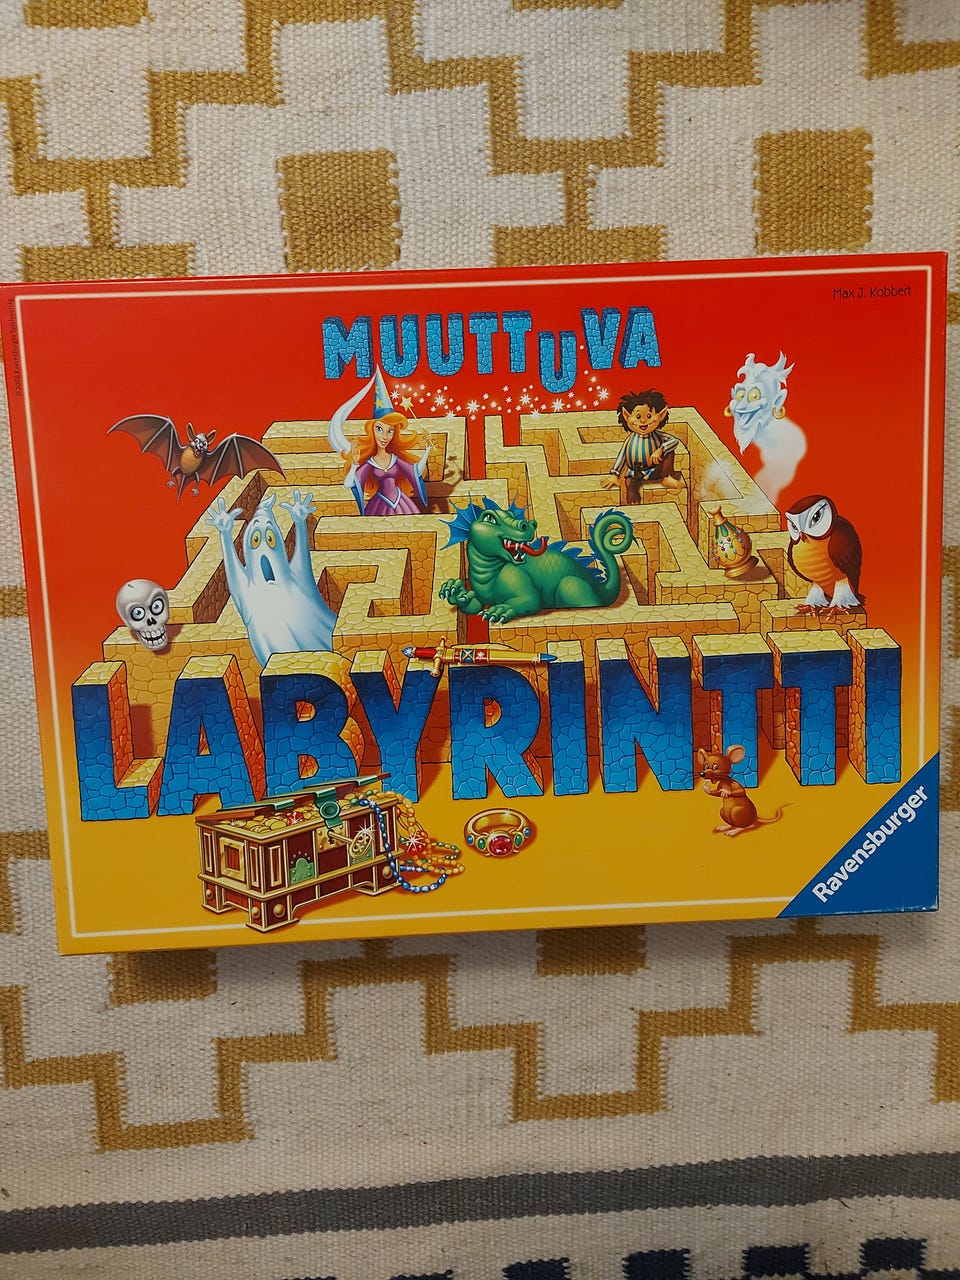 Max J. Kobbert
MUUTTUVA
LABYRINTTI
Ravensburger